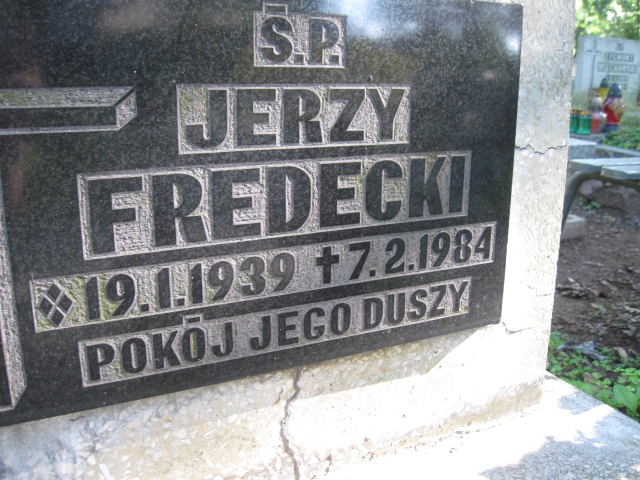 Ś.P.
JERZY
FREDECKI
19.1.1939 ✝ 7.2.1984
POKÓJ JEGO DUSZY